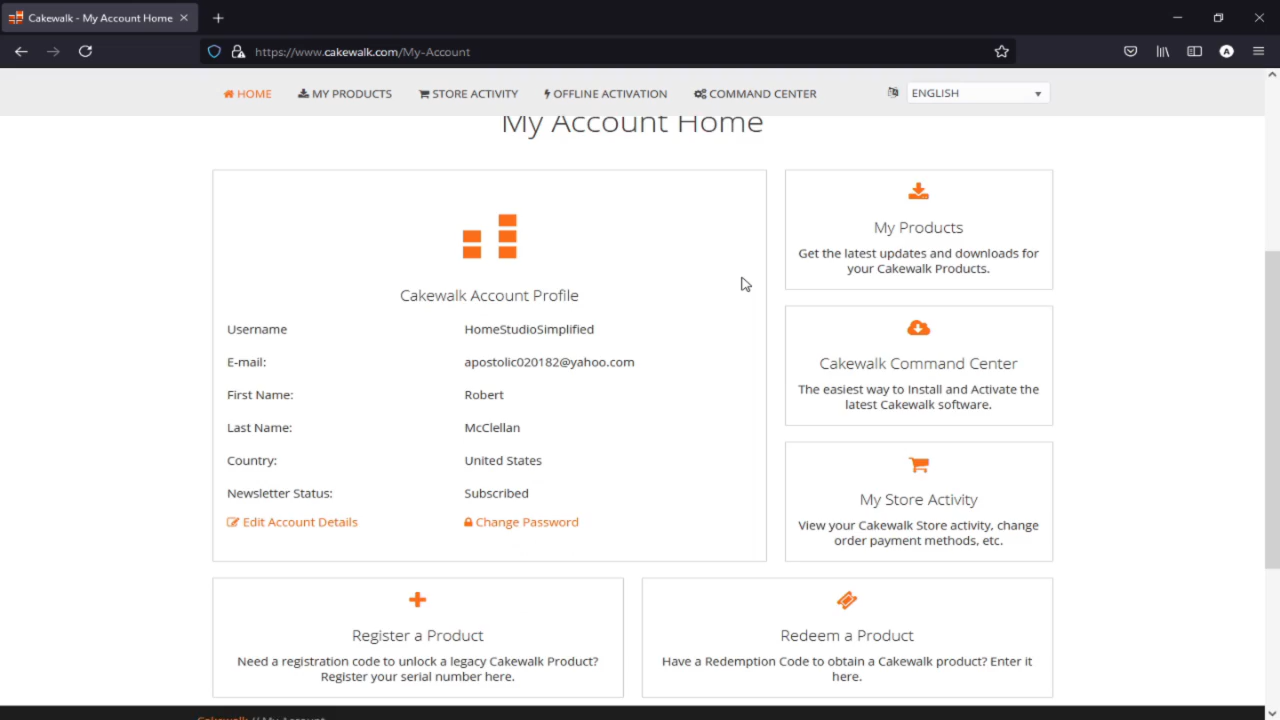 Cakewalk - My Account Home
https://www.cakewalk.com/My-Account
A
HOME
MY PRODUCTS
STORE ACTIVITY
OFFLINE ACTIVATION
COMMAND CENTER
ENGLISH
My Account Home
Cakewalk Account Profile
Username HomeStudioSimplified
E-mail: apostolic020182@yahoo.com
First Name: Robert
Last Name: McClellan
Country: United States
Newsletter Status: Subscribed
Edit Account Details Change Password
My Products
Get the latest updates and downloads for
your Cakewalk Products.
Cakewalk Command Center
The easiest way to Install and Activate the
latest Cakewalk software.
My Store Activity
View your Cakewalk Store activity, change
order payment methods, etc.
Register a Product
Need a registration code to unlock a legacy Cakewalk Product?
Register your serial number here.
Redeem a Product
Have a Redemption Code to obtain a Cakewalk product? Enter it
here.
Cakewalk // My Account